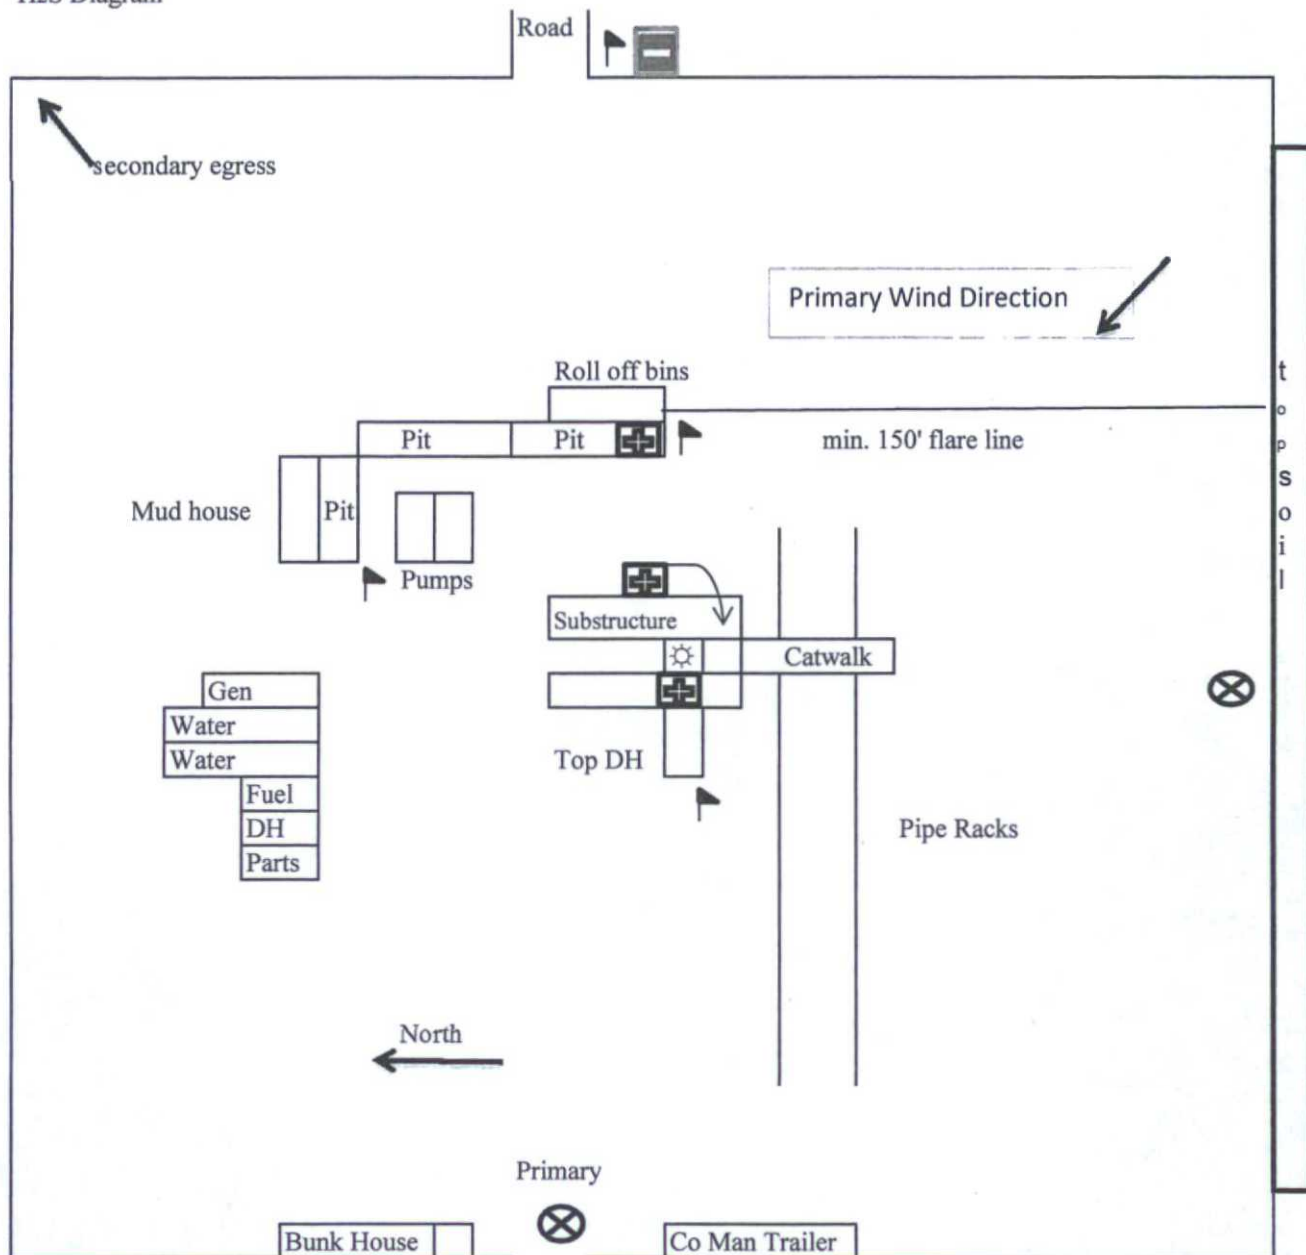 H2S Diagram
Road
secondary egress
Primary Wind Direction
Roll off bins
Pit
Pit
min. 150' flare line
Mud house
Pit
Pumps
topsoil
Substructure
Catwalk
Gen
Water
Water
Top DH
Fuel
DH
Parts
Pipe Racks
North
Primary
Bunk House
Co Man Trailer